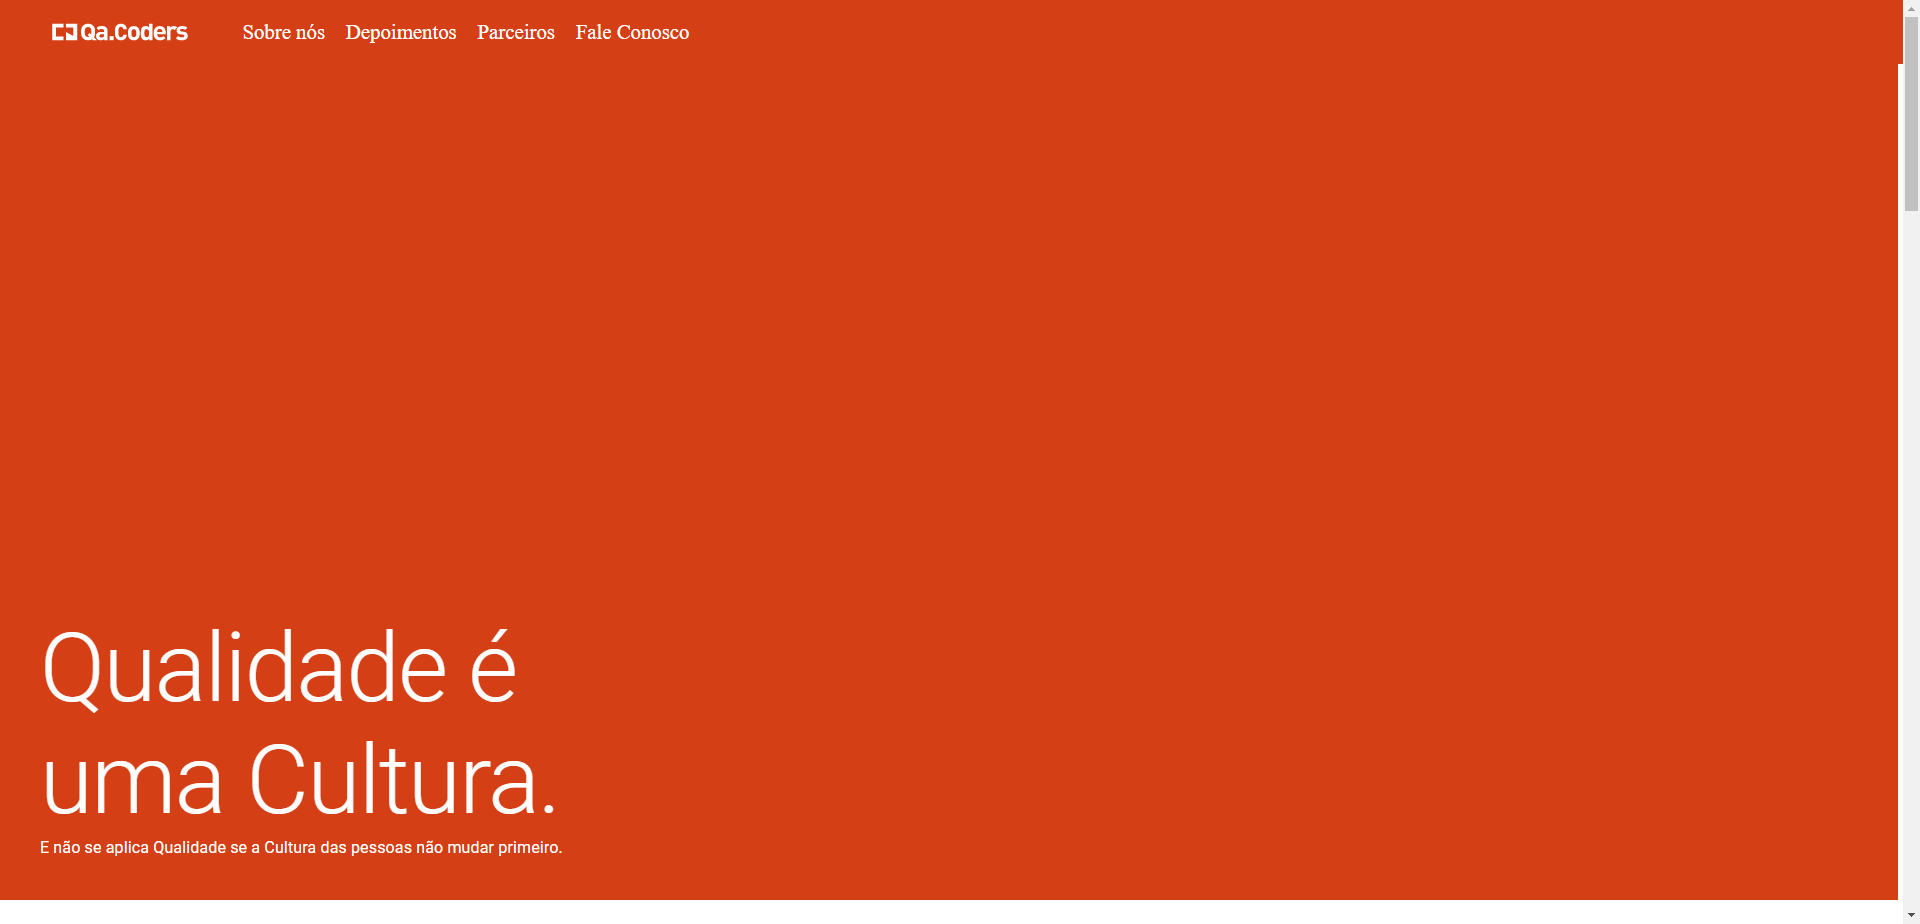 Qa.Coders
Sobre nós
Depoimentos
Parceiros
Fale Conosco
Qualidade é
uma Cultura.
E não se aplica Qualidade se a Cultura das pessoas não mudar primeiro.